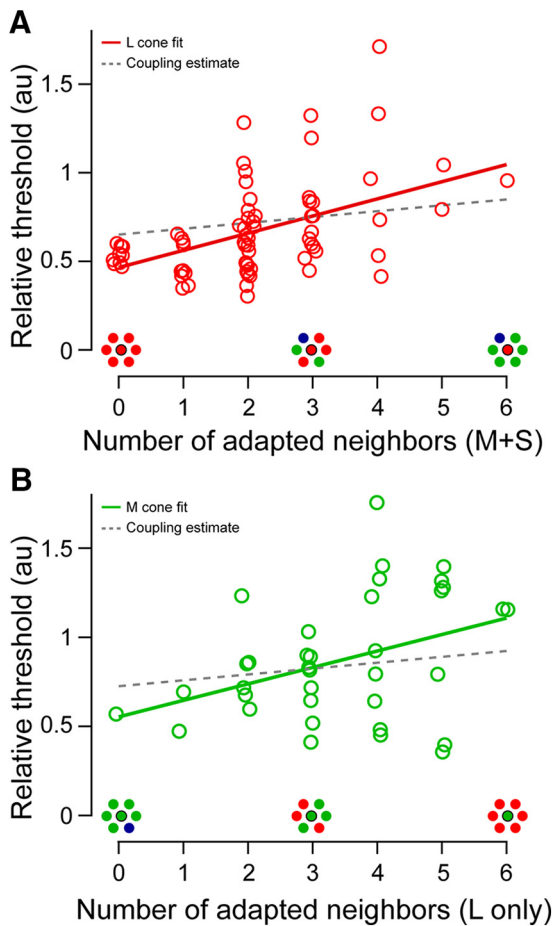 A
L cone fit
Coupling estimate
Relative threshold (au)
1.5
1
0.5
0
0 1 2 3 4 5 6
Number of adapted neighbors (M+S)
B
M cone fit
Coupling estimate
Relative threshold (au)
1.5
1
0.5
0
0 1 2 3 4 5 6
Number of adapted neighbors (L only)